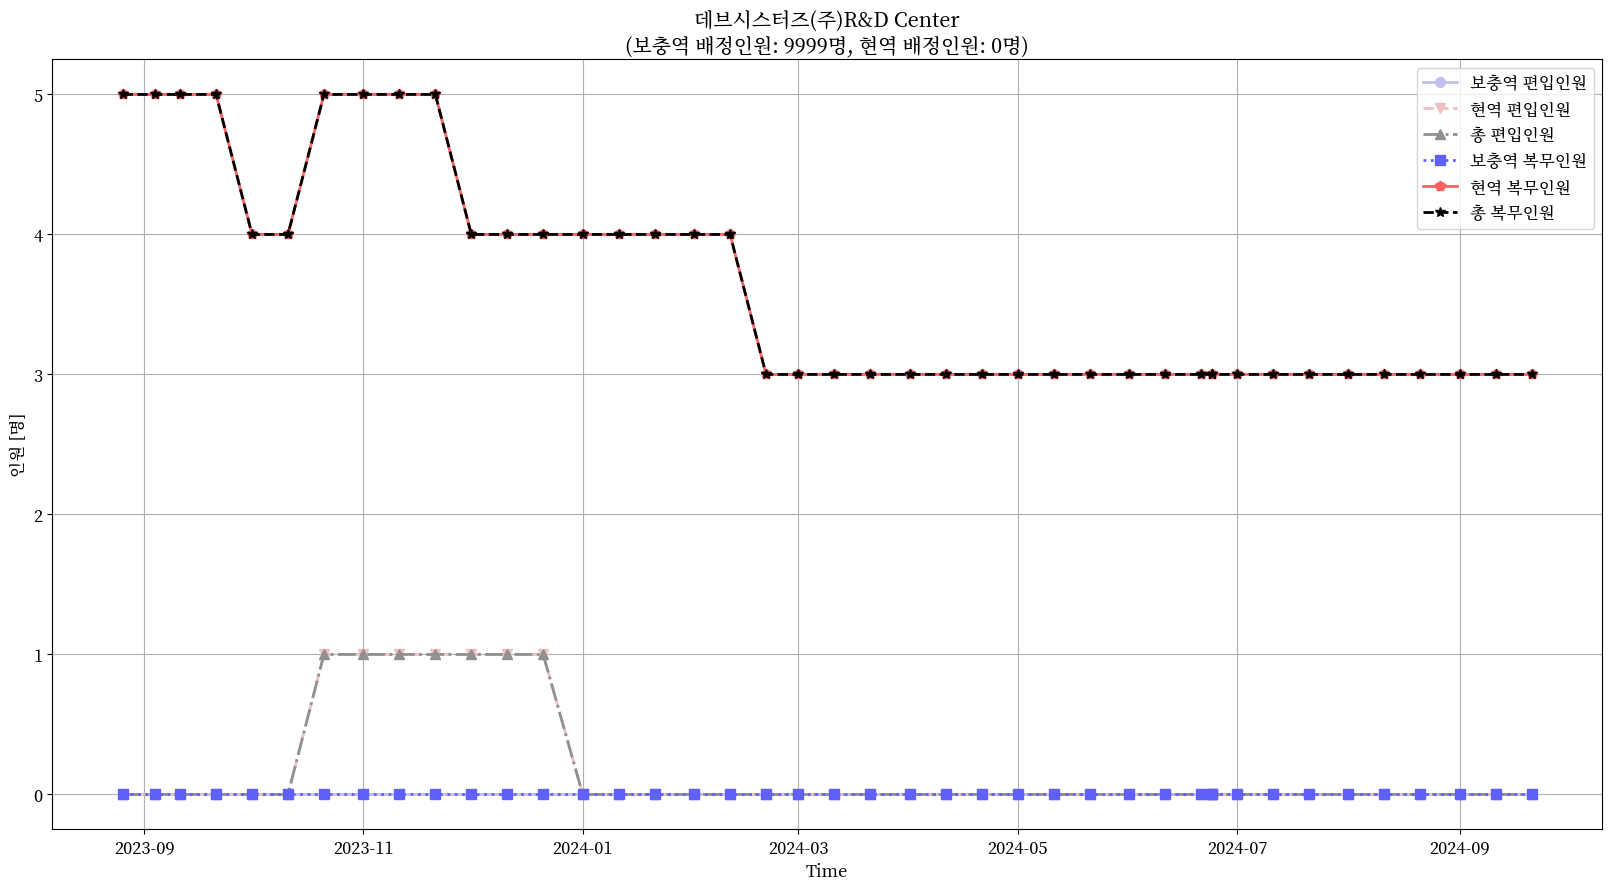 데브시스터즈(주)R&D Center
(보충역 배정인원: 9999명, 현역 배정인원: 0명)
보충역 편입인원
현역 편입인원
총 편입인원
보충역 복무인원
현역 복무인원
총 복무인원
인원 [명]
5
4
3
2
1
0
2023-09
2023-11
2024-01
2024-03
2024-05
2024-07
2024-09
Time